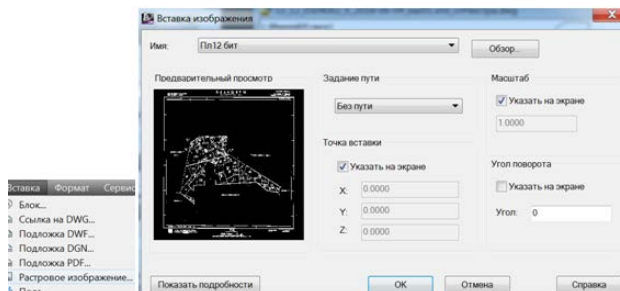 Вставка изображения
Имя:
Пл12 бит
Обзор...
Предварительный просмотр
Задание пути
Без пути
Точка вставки
Указать на экране
X: 0.0000
Y: 0.0000
Z: 0.0000
Масштаб
Указать на экране
1.0000
Угол поворота
Указать на экране
Угол: 0
Показать подробности
ОК
Отмена
Справка
Вставка Формат Сервис
Блок...
Ссылка на DWG...
Подложка DWF...
Подложка DGN...
Подложка PDF...
Растровое изображение...